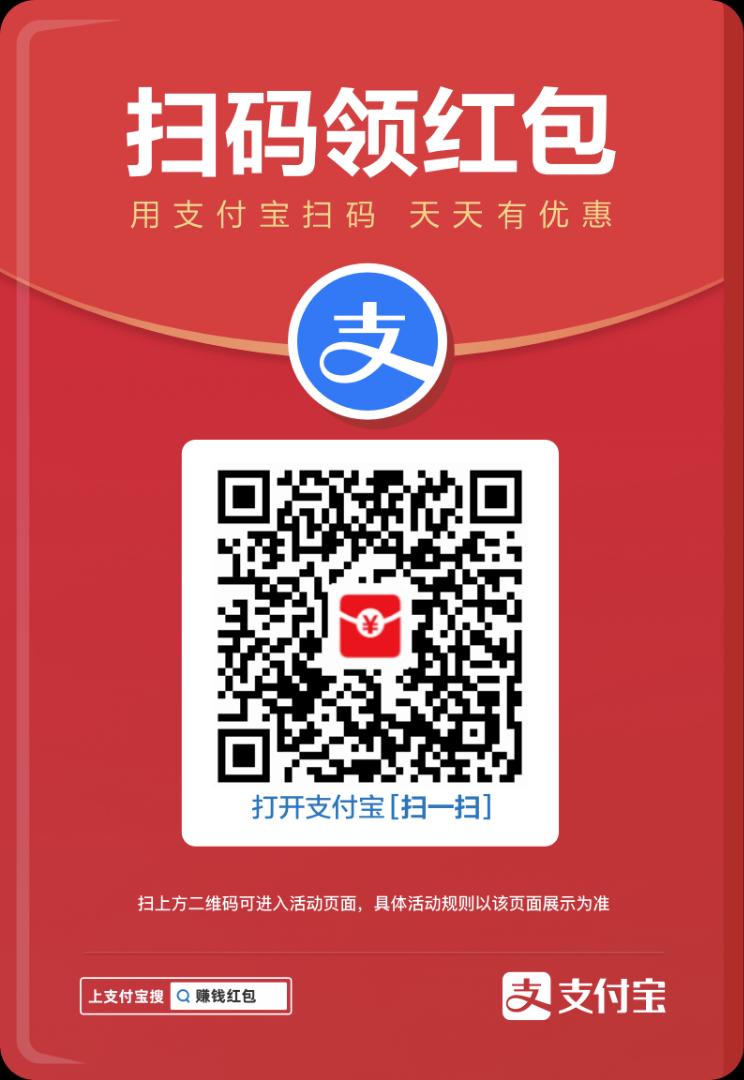 扫码领红包
用支付宝扫码 天天有优惠
支
¥
打开支付宝[扫一扫]
扫上方二维码可进入活动页面，具体活动规则以该页面展示为准
上支付宝搜 赚钱红包
支 支付宝